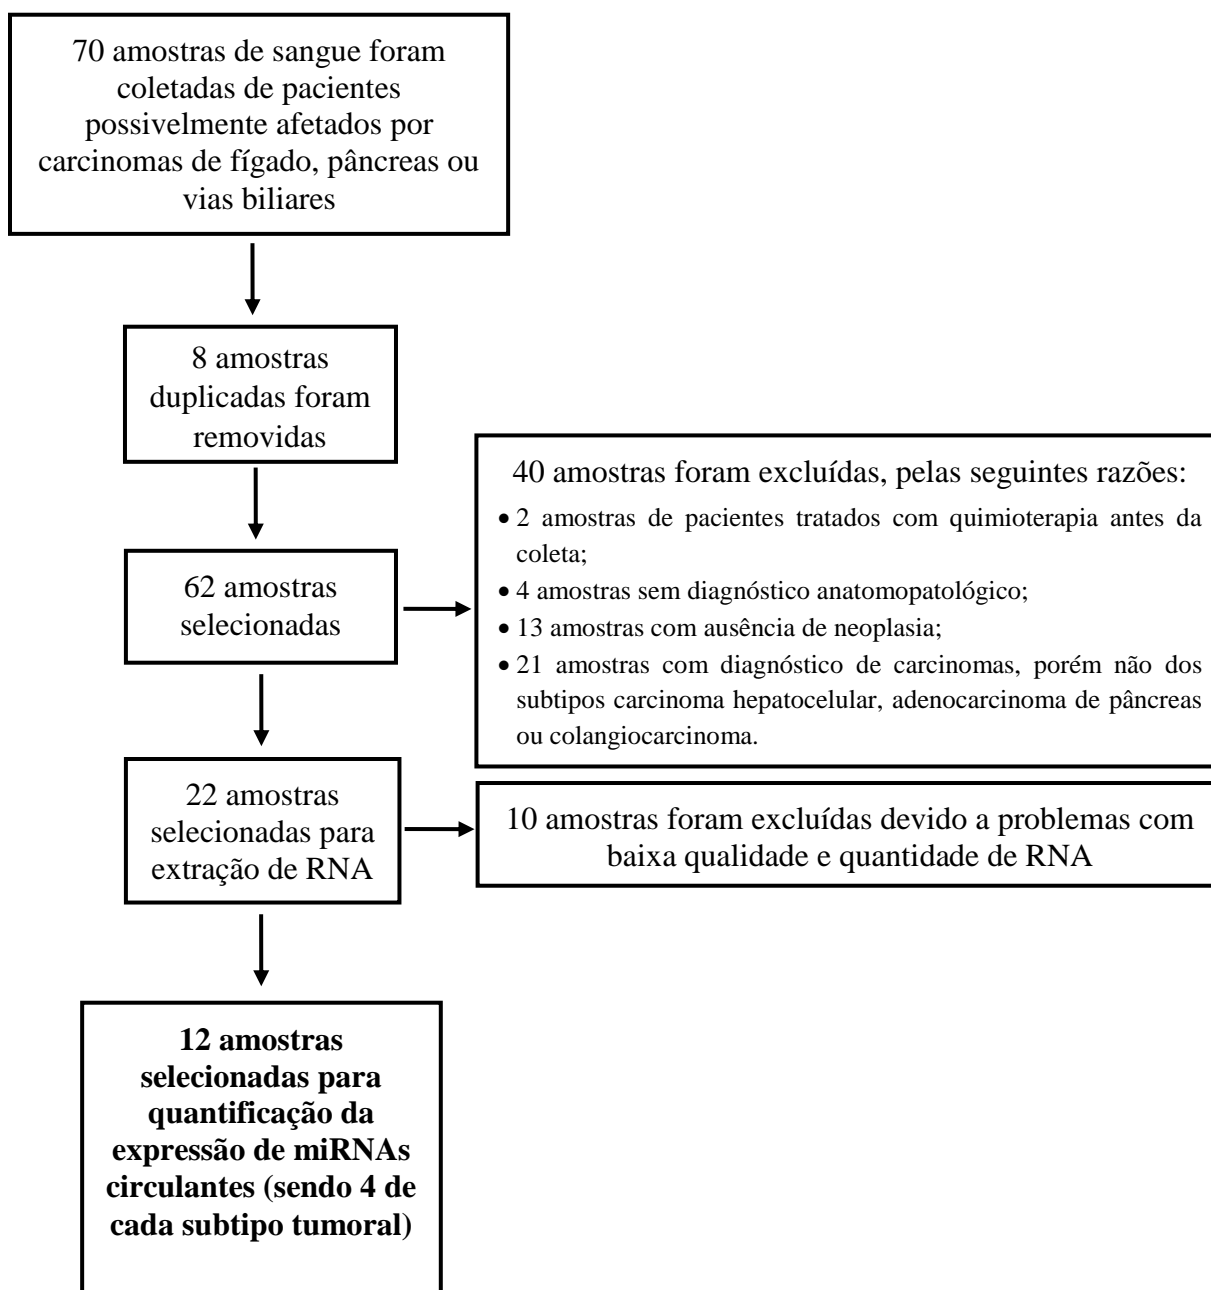 70 amostras de sangue foram
coletadas de pacientes
possivelmente afetados por
carcinomas de fígado, pâncreas ou
vias biliares
8 amostras
duplicadas foram
removidas
40 amostras foram excluídas, pelas seguintes razões:
• 2 amostras de pacientes tratados com quimioterapia antes da
coleta;
• 4 amostras sem diagnóstico anatomopatológico;
• 13 amostras com ausência de neoplasia;
• 21 amostras com diagnóstico de carcinomas, porém não dos
subtipos carcinoma hepatocelular, adenocarcinoma de pâncreas
ou colangiocarcinoma.
62 amostras
selecionadas
22 amostras
selecionadas para
extração de RNA
10 amostras foram excluídas devido a problemas com
baixa qualidade e quantidade de RNA
12 amostras
selecionadas para
quantificação da
expressão de miRNAs
circulantes (sendo 4 de
cada subtipo tumoral)